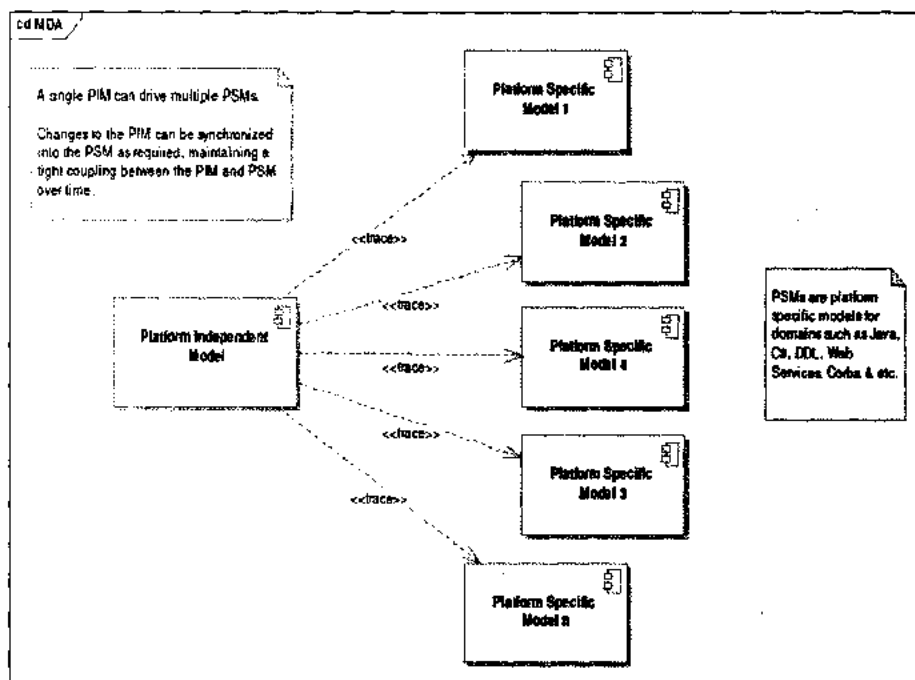 cd MDA
A single PIM can drive multiple PSMs.
Changes to the PIM can be synchronized
into the PSM as required, maintaining a
tight coupling between the PIM and PSM
over time.
Platform Specific
Model 1
<<trace>>
Platform Specific
Model 2
<<trace>>
Platform Independent
Model
PSMs are platform
specific models for
domains such as Java,
C#, DDL, Web
Services, Corba & etc.
Platform Specific
Model 4
<<trace>>
Platform Specific
Model 3
<<trace>>
<<trace>>
Platform Specific
Model n